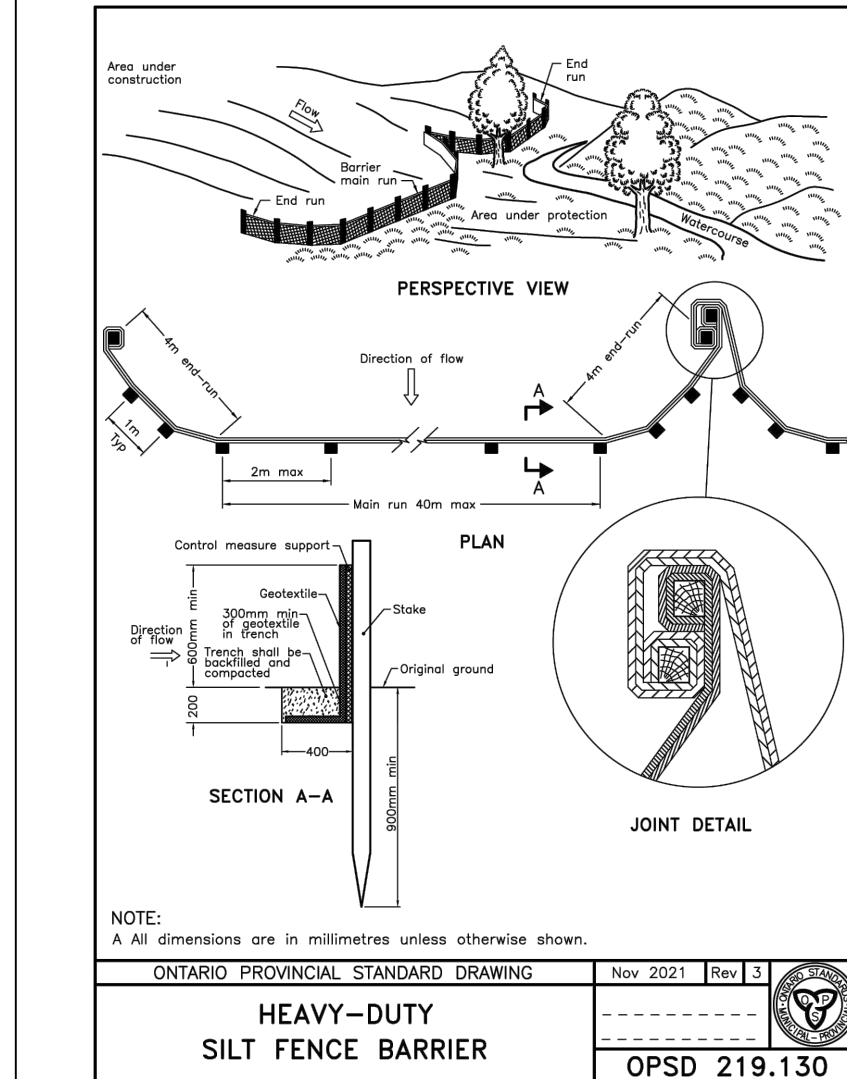 Area under
construction
End
run
Flow
Barrier
main run
End run
Area under protection
Watercourse
PERSPECTIVE VIEW
4m end-run
Direction of flow
4m end-run
1m
Typ
A
A
2m max
Main run 40m max
PLAN
Control measure support
Geotextile
300mm min
of geotextile
in trench
Trench shall be
backfilled and
compacted
Direction
of flow
600mm min
200
400
Stake
Original ground
900mm min
SECTION A-A
JOINT DETAIL
NOTE:
A All dimensions are in millimetres unless otherwise shown.
ONTARIO PROVINCIAL STANDARD DRAWING
Nov 2021 Rev 3
HEAVY-DUTY
SILT FENCE BARRIER
OPSD 219.130
OPS